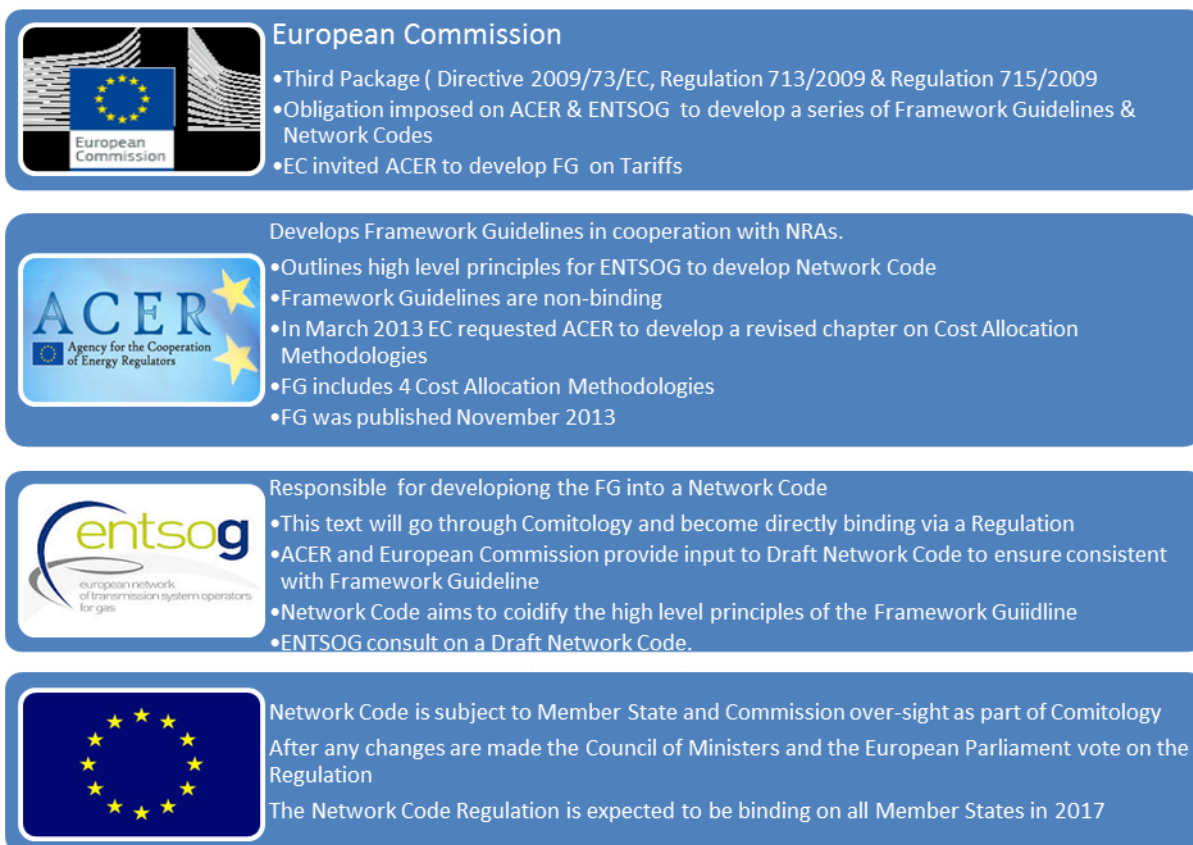 European Commission
•Third Package ( Directive 2009/73/EC, Regulation 713/2009 & Regulation 715/2009
•Obligation imposed on ACER & ENTSOG to develop a series of Framework Guidelines &
Network Codes
•EC invited ACER to develop FG on Tariffs
European
Commission
Develops Framework Guidelines in cooperation with NRAs.
•Outlines high level principles for ENTSOG to develop Network Code
•Framework Guidelines are non-binding
•In March 2013 EC requested ACER to develop a revised chapter on Cost Allocation
Methodologies
•FG includes 4 Cost Allocation Methodologies
•FG was published November 2013
ACER
Agency for the Cooperation
of Energy Regulators
Responsible for developiong the FG into a Network Code
•This text will go through Comitology and become directly binding via a Regulation
•ACER and European Commission provide input to Draft Network Code to ensure consistent
with Framework Guideline
•Network Code aims to coidify the high level principles of the Framework Guiidline
•ENTSOG consult on a Draft Network Code.
entsog
european network
of transmission system operators
for gas
Network Code is subject to Member State and Commission over-sight as part of Comitology
After any changes are made the Council of Ministers and the European Parliament vote on the
Regulation
The Network Code Regulation is expected to be binding on all Member States in 2017